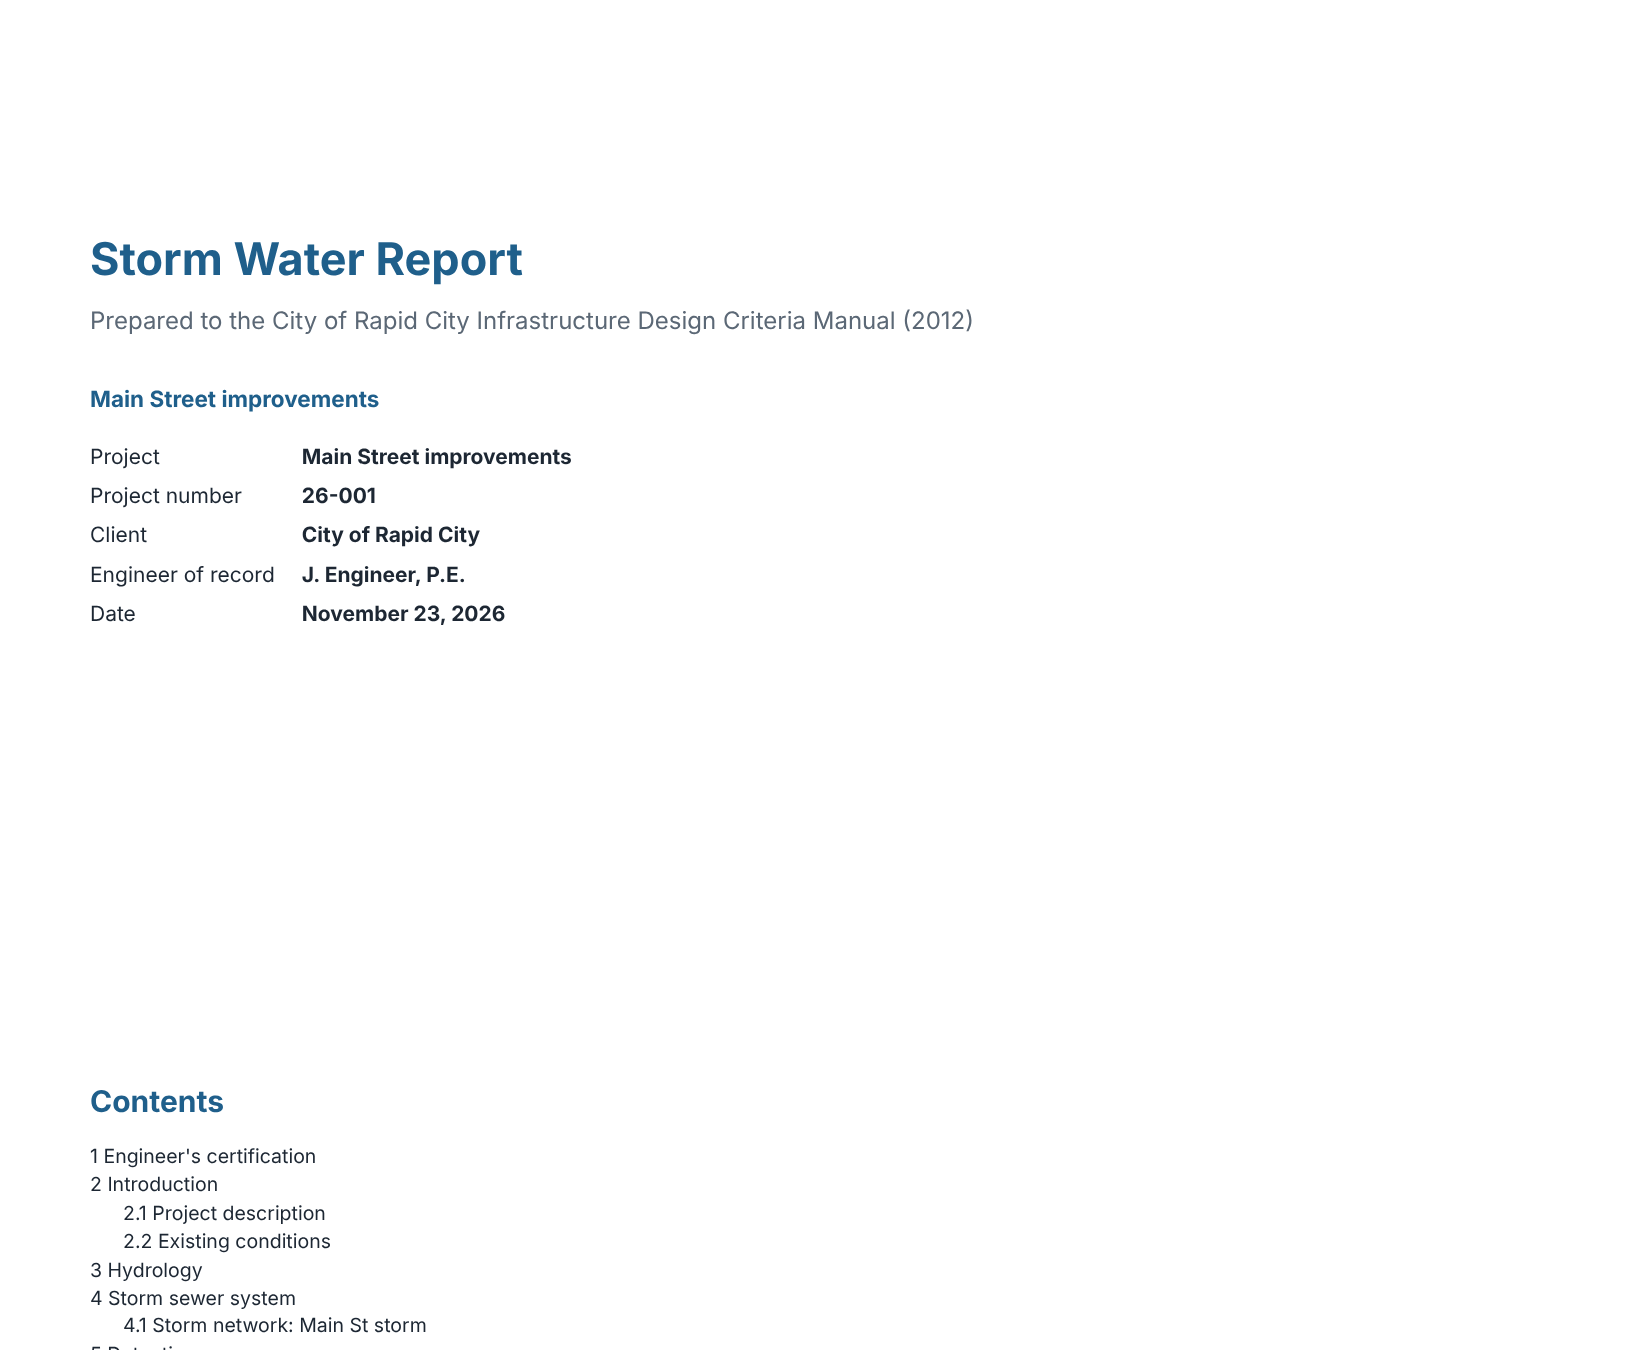 Storm Water Report
Prepared to the City of Rapid City Infrastructure Design Criteria Manual (2012)
Main Street improvements
Project Main Street improvements
Project number 26-001
Client City of Rapid City
Engineer of record J. Engineer, P.E.
Date November 23, 2026
Contents
1 Engineer's certification
2 Introduction
2.1 Project description
2.2 Existing conditions
3 Hydrology
4 Storm sewer system
4.1 Storm network: Main St storm